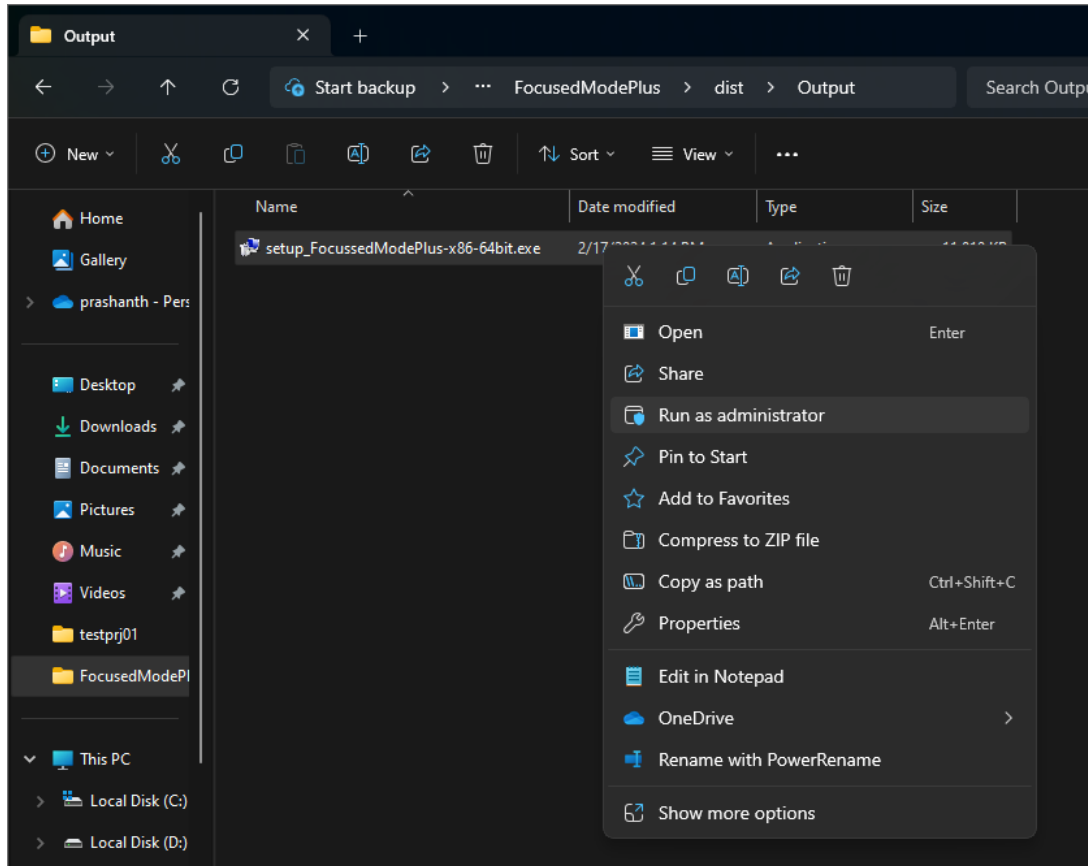 Output
Start backup > ··· FocusedModePlus > dist > Output
Search Outpu
New
Sort
View
Home
Gallery
prashanth - Pers
Desktop
Downloads
Documents
Pictures
Music
Videos
testprj01
FocusedModePl
This PC
Local Disk (C:)
Local Disk (D:)
Name Date modified Type Size
setup_FocussedModePlus-x86-64bit.exe
Open Enter
Share
Run as administrator
Pin to Start
Add to Favorites
Compress to ZIP file
Copy as path Ctrl+Shift+C
Properties Alt+Enter
Edit in Notepad
OneDrive
Rename with PowerRename
Show more options